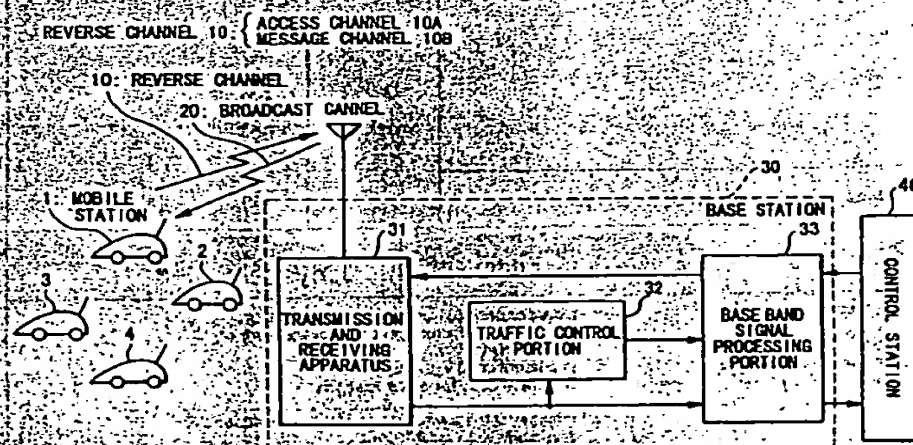 REVERSE CHANNEL 10: { ACCESS CHANNEL 10A
MESSAGE CHANNEL 10B
10: REVERSE CHANNEL
20: BROADCAST CANNEL
1: MOBILE
STATION
2
3
4
30
BASE STATION
31
TRANSMISSION
AND
RECEIVING
APPARATUS
32
TRAFFIC CONTROL
PORTION
33
BASE BAND
SIGNAL
PROCESSING
PORTION
40
CONTROL STATION